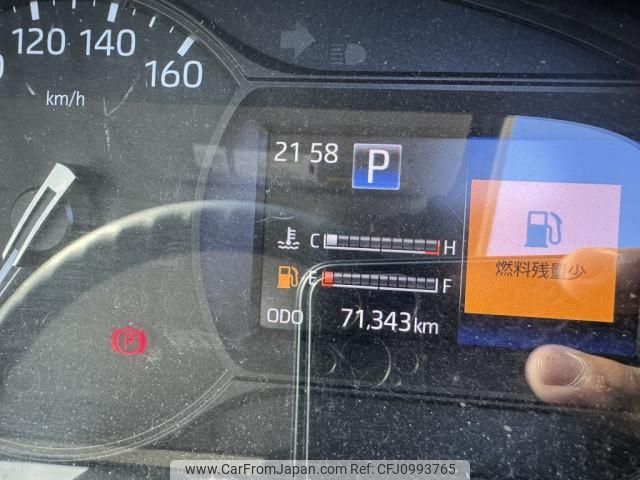 120 140 160
km/h
21 58 P
C H
E F
燃料残量少
ODO 71,343 km
P
www.CarFromJapan.com Ref:CFJ0993765